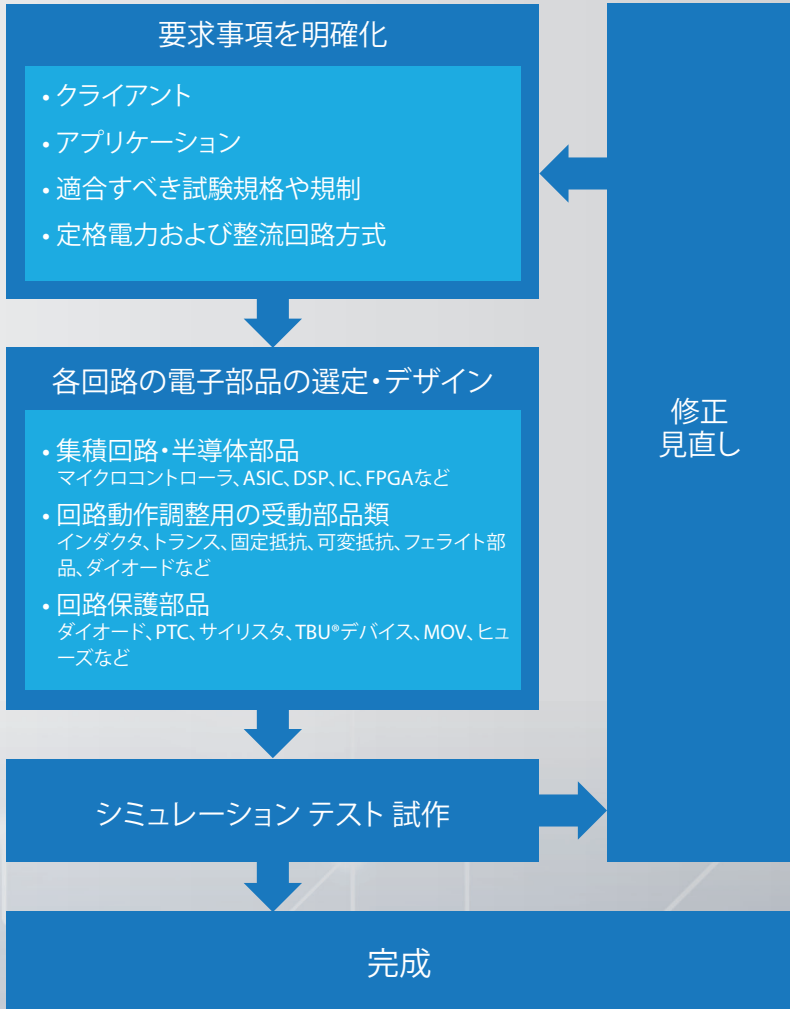 要求事項を明確化
• クライアント
• アプリケーション
• 適合すべき試験規格や規制
• 定格電力および整流回路方式
各回路の電子部品の選定・デザイン
• 集積回路・半導体部品
マイクロコントローラ、ASIC、DSP、IC、FPGAなど
• 回路動作調整用の受動部品類
インダクタ、トランス、固定抵抗、可変抵抗、フェライト部
品、ダイオードなど
• 回路保護部品
ダイオード、PTC、サイリスタ、TBU®デバイス、MOV、ヒュ
ーズなど
シミュレーション テスト 試作
修正
見直し
完成